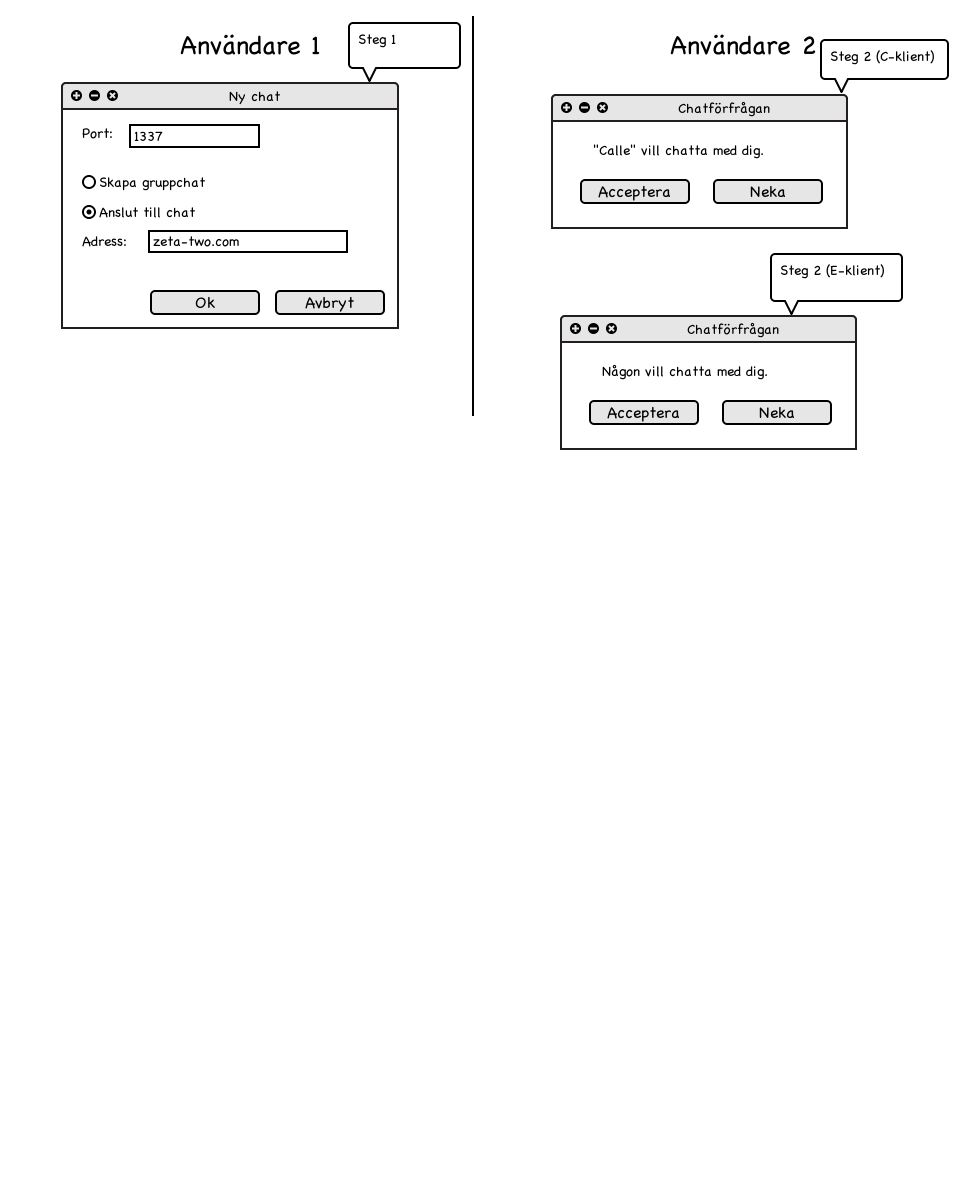 Användare 1
Steg 1
Ny chat
Port:
1337
Skapa gruppchat
Anslut till chat
Adress:
zeta-two.com
Ok
Avbryt
Användare 2
Steg 2 (C-klient)
Chatförfrågan
"Calle" vill chatta med dig.
Acceptera
Neka
Steg 2 (E-klient)
Chatförfrågan
Någon vill chatta med dig.
Acceptera
Neka